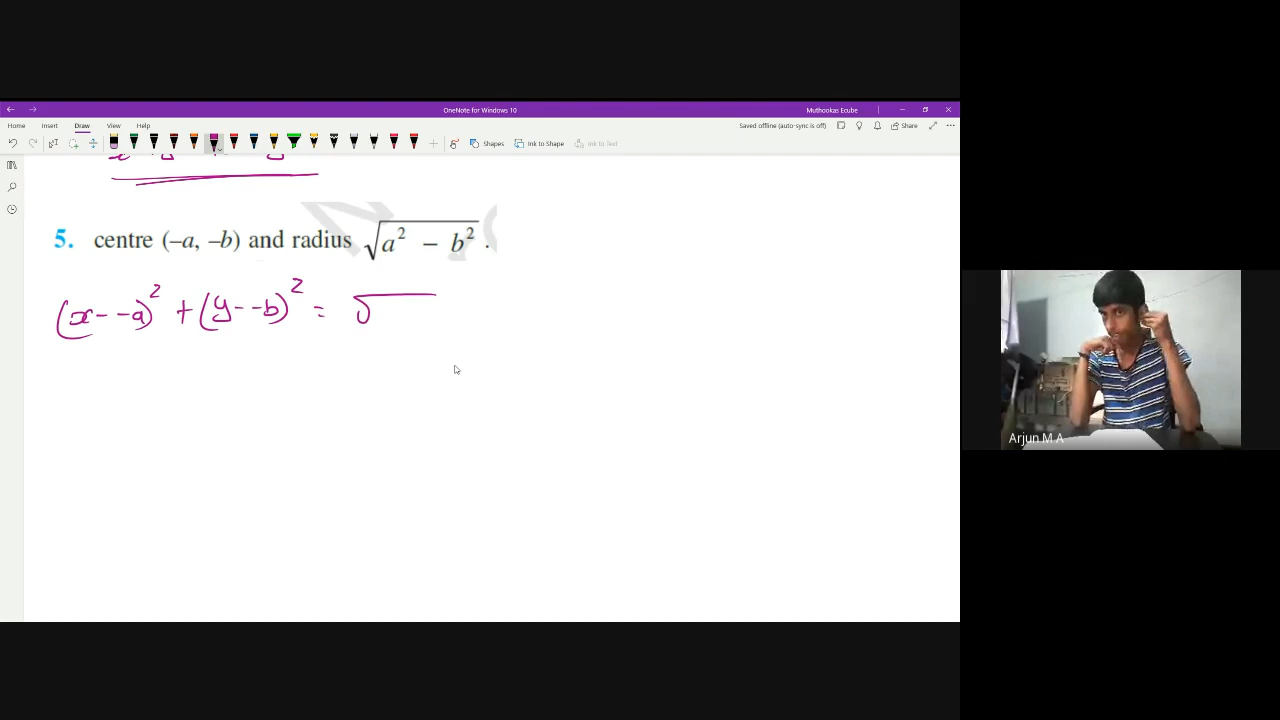 OneNote for Windows 10
Muthookas Ecube
Home Insert Draw View Help
Saved offline (auto-sync is off)
Share
Shapes
Ink to Shape
Ink to Text
5. centre (–a, –b) and radius √(a² – b²) .
(x - -a)² + (y - -b)² = √
Arjun M A